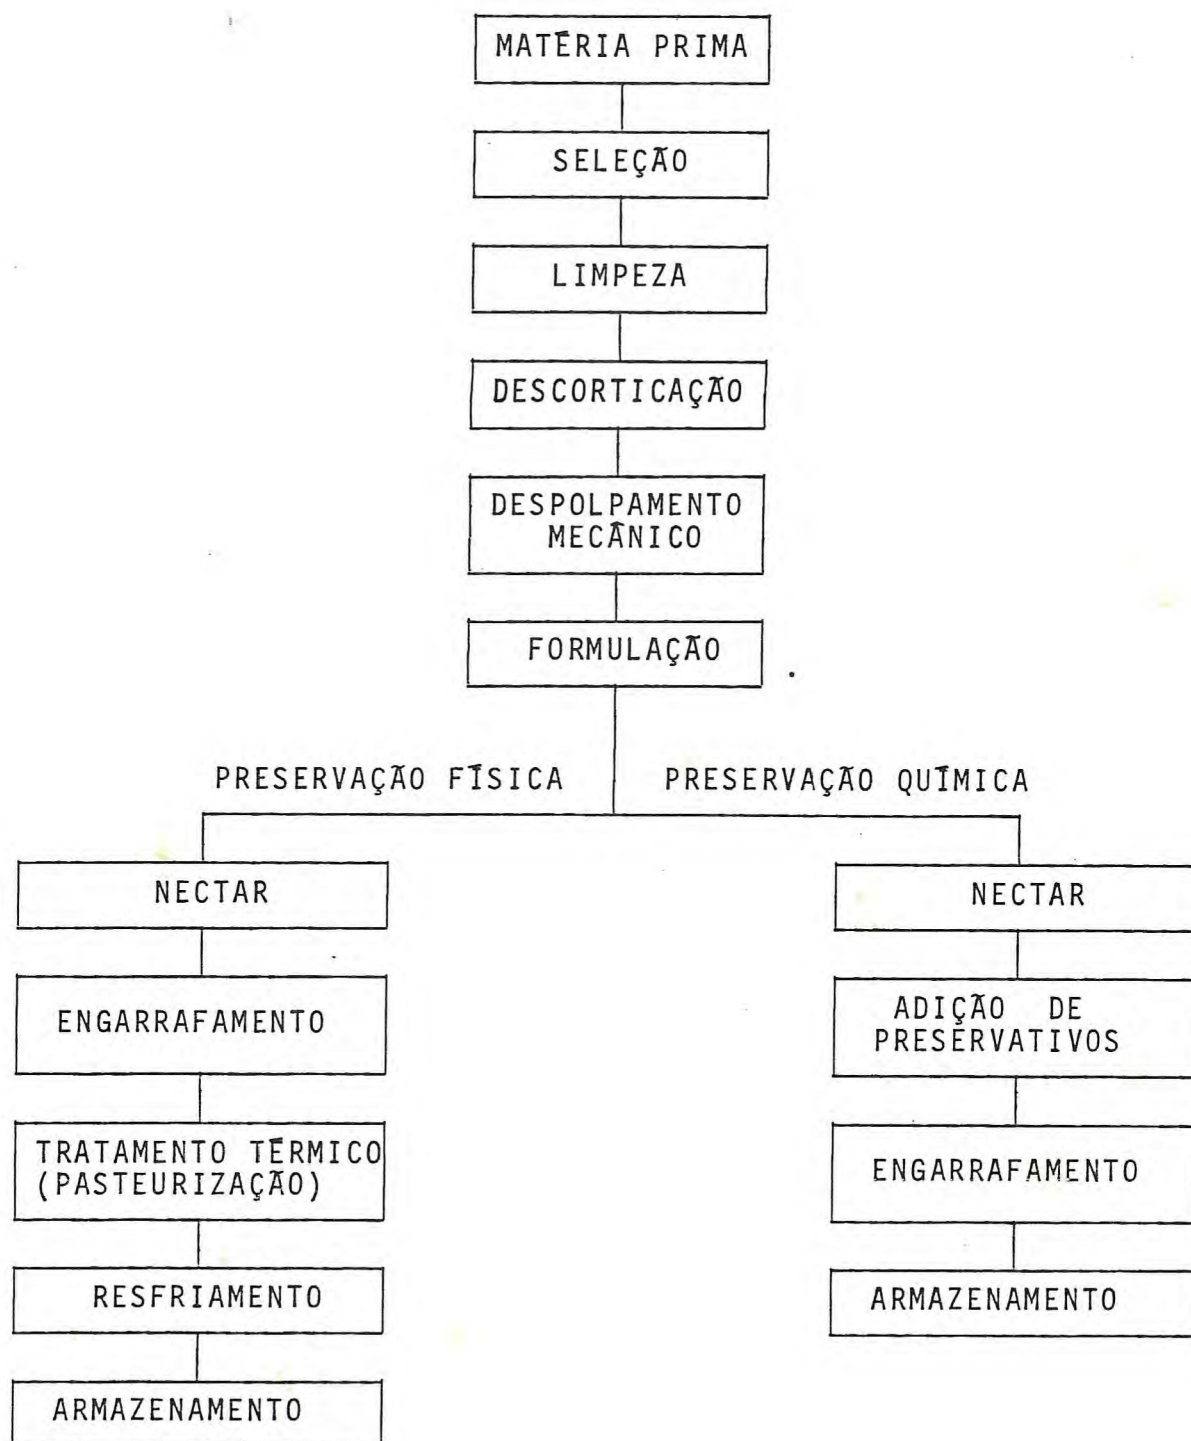 MATÉRIA PRIMA
SELEÇÃO
LIMPEZA
DESCORTICAÇÃO
DESPOLPAMENTO
MECÂNICO
FORMULAÇÃO
PRESERVAÇÃO FÍSICA
PRESERVAÇÃO QUÍMICA
NECTAR
ENGARRAFAMENTO
TRATAMENTO TÉRMICO
(PASTEURIZAÇÃO)
RESFRIAMENTO
ARMAZENAMENTO
NECTAR
ADIÇÃO DE
PRESERVATIVOS
ENGARRAFAMENTO
ARMAZENAMENTO